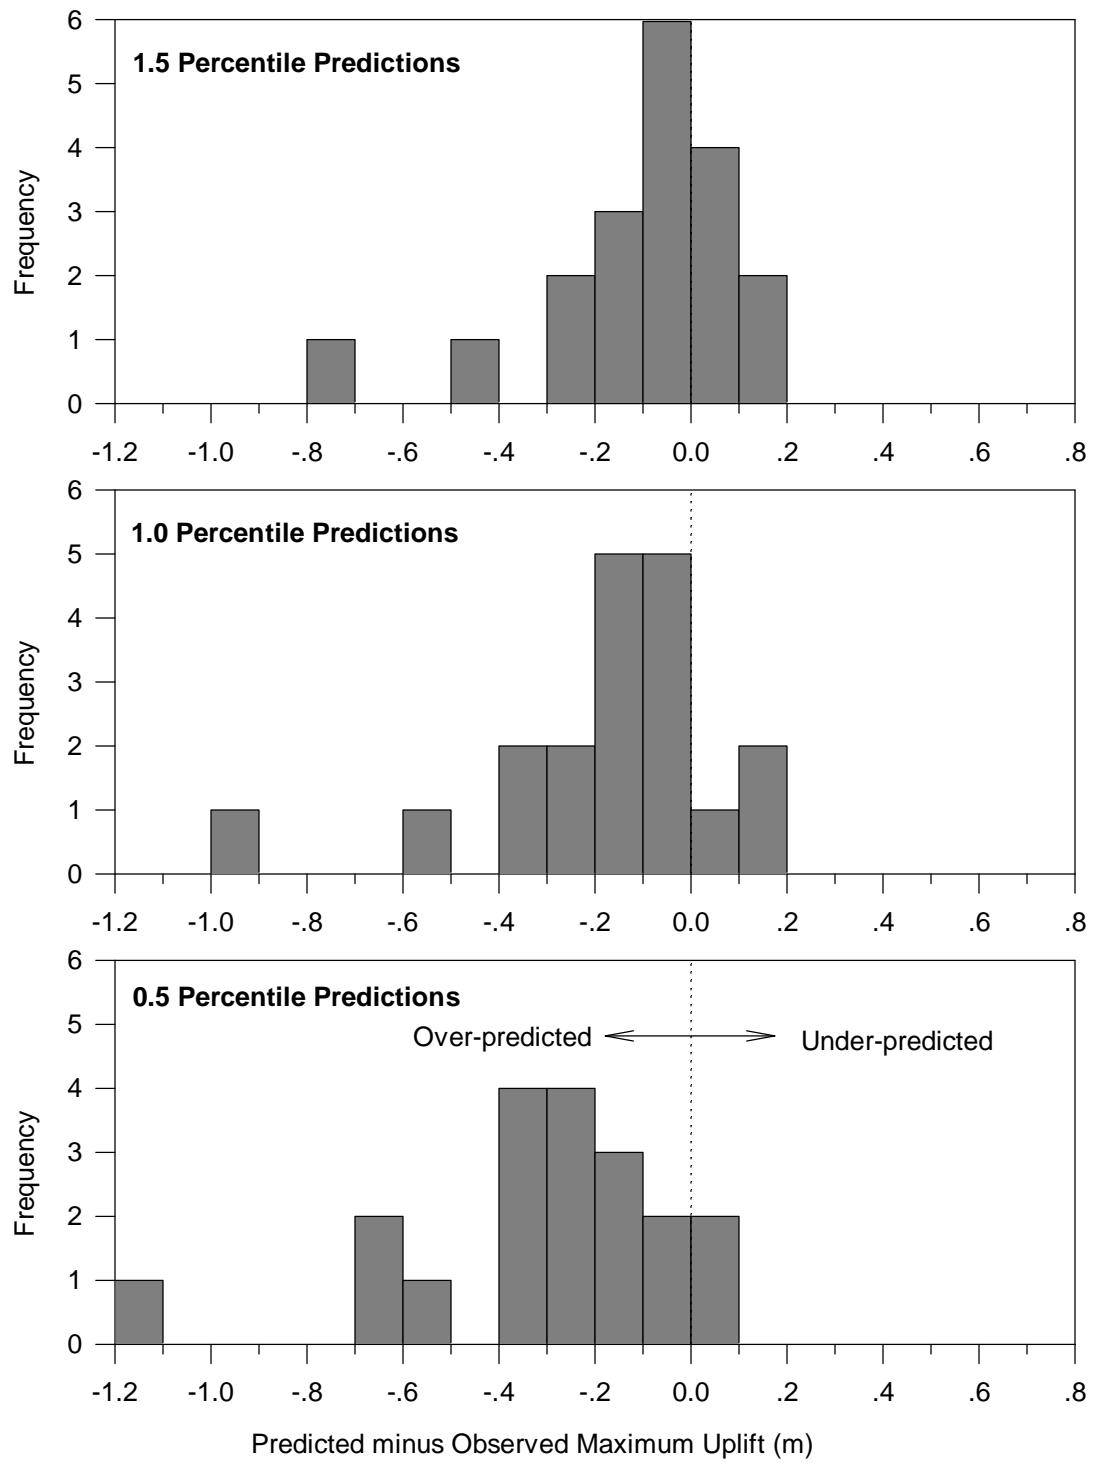 6
1.5 Percentile Predictions
5
4
3
2
1
0
Frequency
-1.2 -1.0 -.8 -.6 -.4 -.2 0.0 .2 .4 .6 .8
6
1.0 Percentile Predictions
5
4
3
2
1
0
Frequency
-1.2 -1.0 -.8 -.6 -.4 -.2 0.0 .2 .4 .6 .8
6
0.5 Percentile Predictions
5
Over-predicted Under-predicted
4
3
2
1
0
Frequency
-1.2 -1.0 -.8 -.6 -.4 -.2 0.0 .2 .4 .6 .8
Predicted minus Observed Maximum Uplift (m)